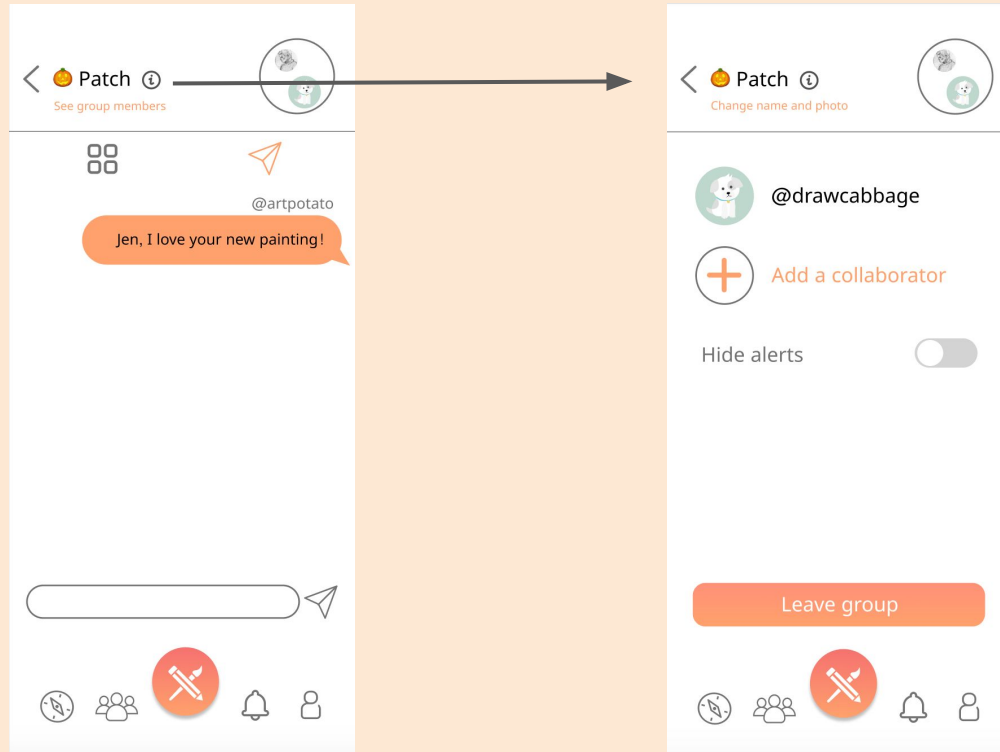 🎃 Patch
See group members
@artpotato
Jen, I love your new painting!
🎃 Patch
Change name and photo
@drawcabbage
Add a collaborator
Hide alerts
Leave group